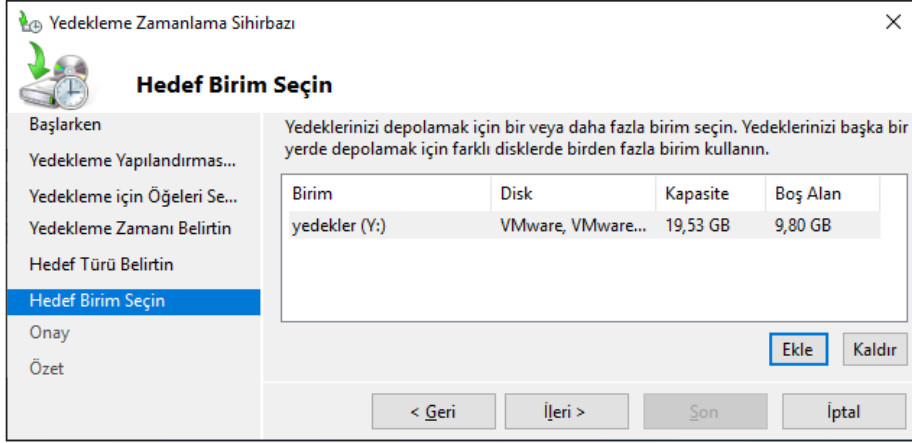 Yedekleme Zamanlama Sihirbazı
Hedef Birim Seçin
Başlarken
Yedekleme Yapılandırmas...
Yedekleme için Öğeleri Se...
Yedekleme Zamanı Belirtin
Hedef Türü Belirtin
Hedef Birim Seçin
Onay
Özet
Yedeklerinizi depolamak için bir veya daha fazla birim seçin. Yedeklerinizi başka bir
yerde depolamak için farklı disklerde birden fazla birim kullanın.
Birim Disk Kapasite Boş Alan
yedekler (Y:) VMware, VMware... 19,53 GB 9,80 GB
Ekle Kaldır
< Geri İleri > Son İptal